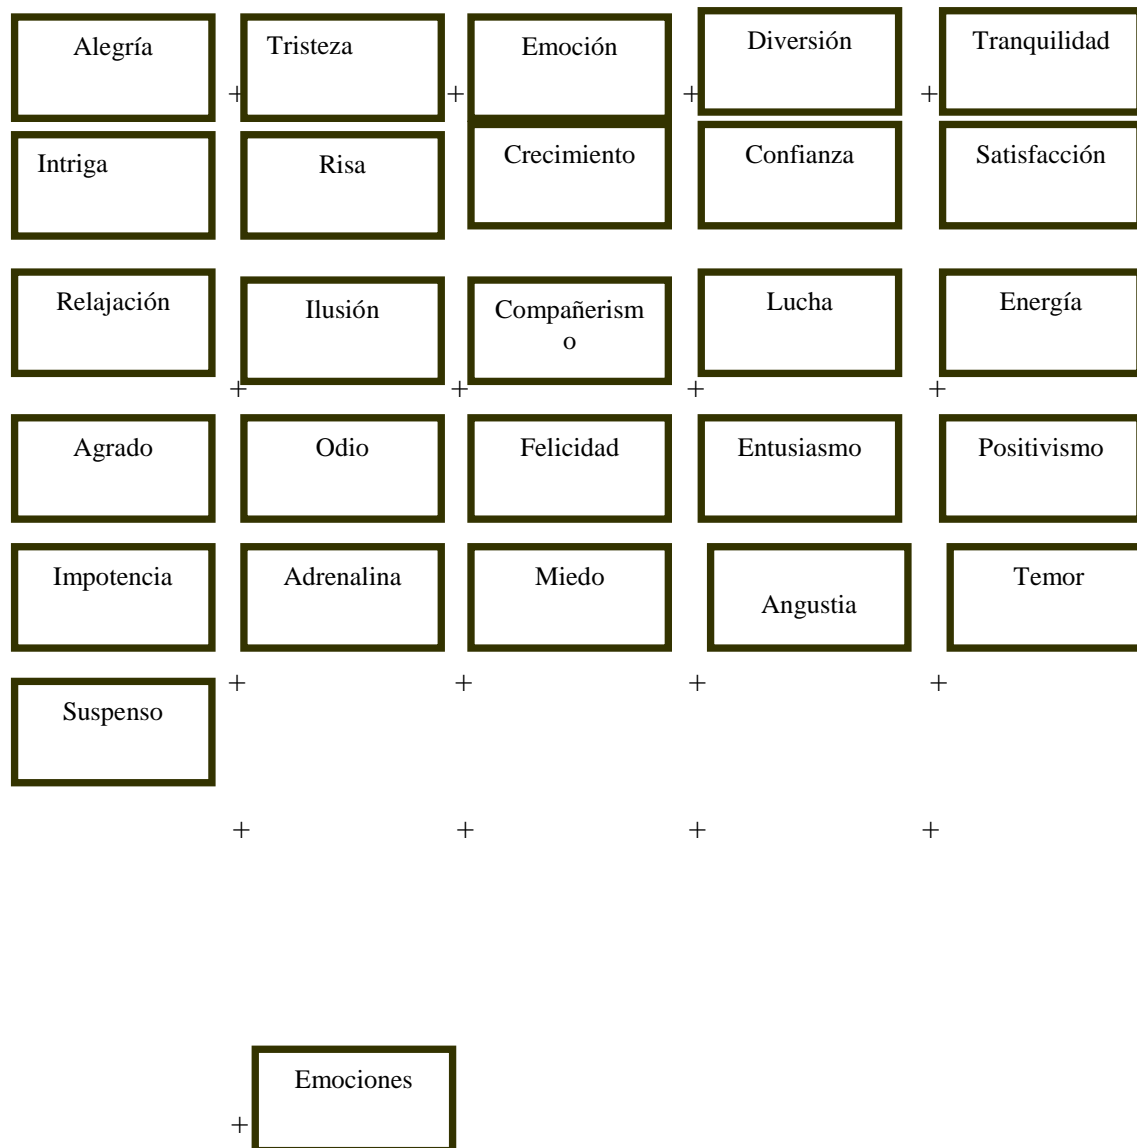 Alegría
Tristeza
Emoción
Diversión
Tranquilidad
+ + + +
Intriga
Risa
Crecimiento
Confianza
Satisfacción
Relajación
Ilusión
Compañerism
o
Lucha
Energía
+ + + +
Agrado
Odio
Felicidad
Entusiasmo
Positivismo
Impotencia
Adrenalina
Miedo
Angustia
Temor
+ + + +
Suspenso
+ + + +
Emociones
+